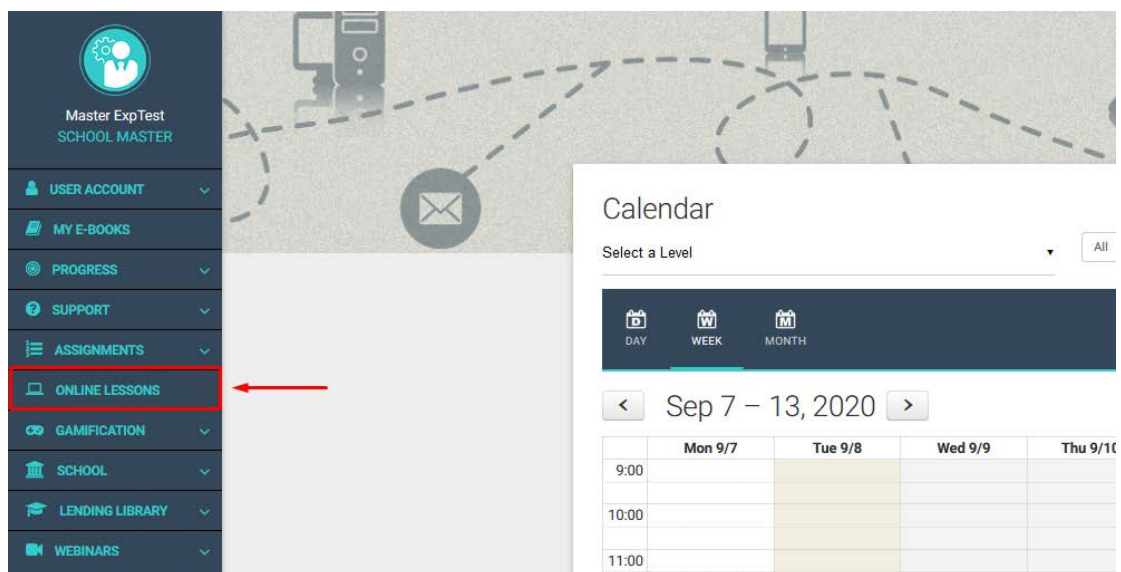 Master ExpTest
SCHOOL MASTER
USER ACCOUNT
MY E-BOOKS
PROGRESS
SUPPORT
ASSIGNMENTS
ONLINE LESSONS
GAMIFICATION
SCHOOL
LENDING LIBRARY
WEBINARS
Calendar
Select a Level
All
D W M
DAY WEEK MONTH
< Sep 7 – 13, 2020 >
Mon 9/7 Tue 9/8 Wed 9/9 Thu 9/10
9:00
10:00
11:00